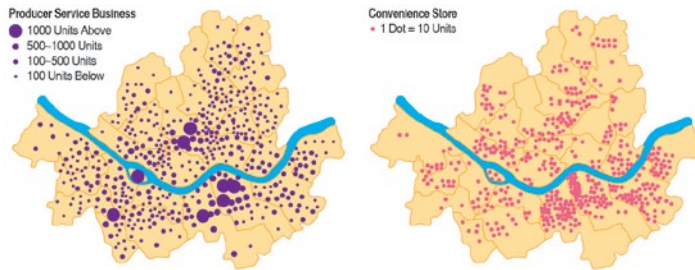 Producer Service Business
1000 Units Above
500~1000 Units
100~500 Units
100 Units Below
Convenience Store
1 Dot = 10 Units